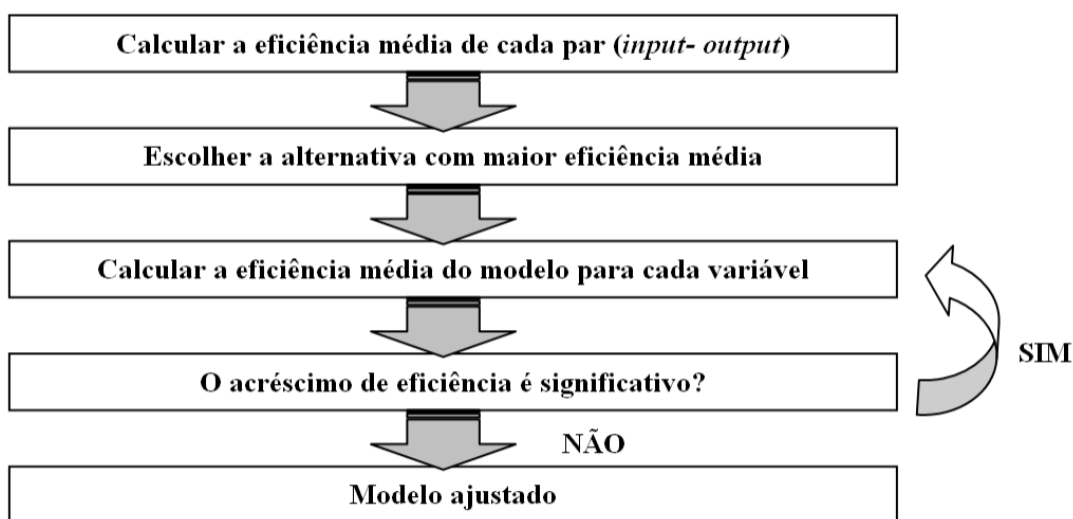 Calcular a eficiência média de cada par (input- output)
Escolher a alternativa com maior eficiência média
Calcular a eficiência média do modelo para cada variável
SIM
O acréscimo de eficiência é significativo?
NÃO
Modelo ajustado